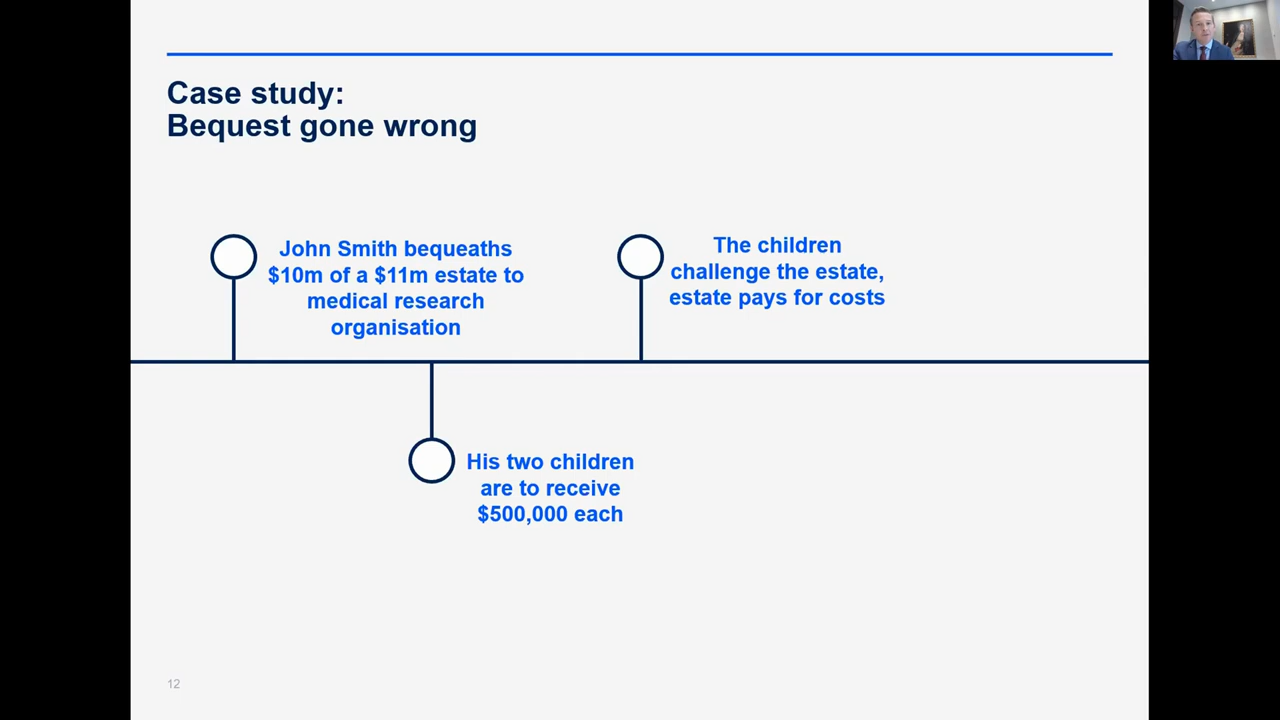 Case study:
Bequest gone wrong
John Smith bequeaths
$10m of a $11m estate to
medical research
organisation
The children
challenge the estate,
estate pays for costs
His two children
are to receive
$500,000 each
12